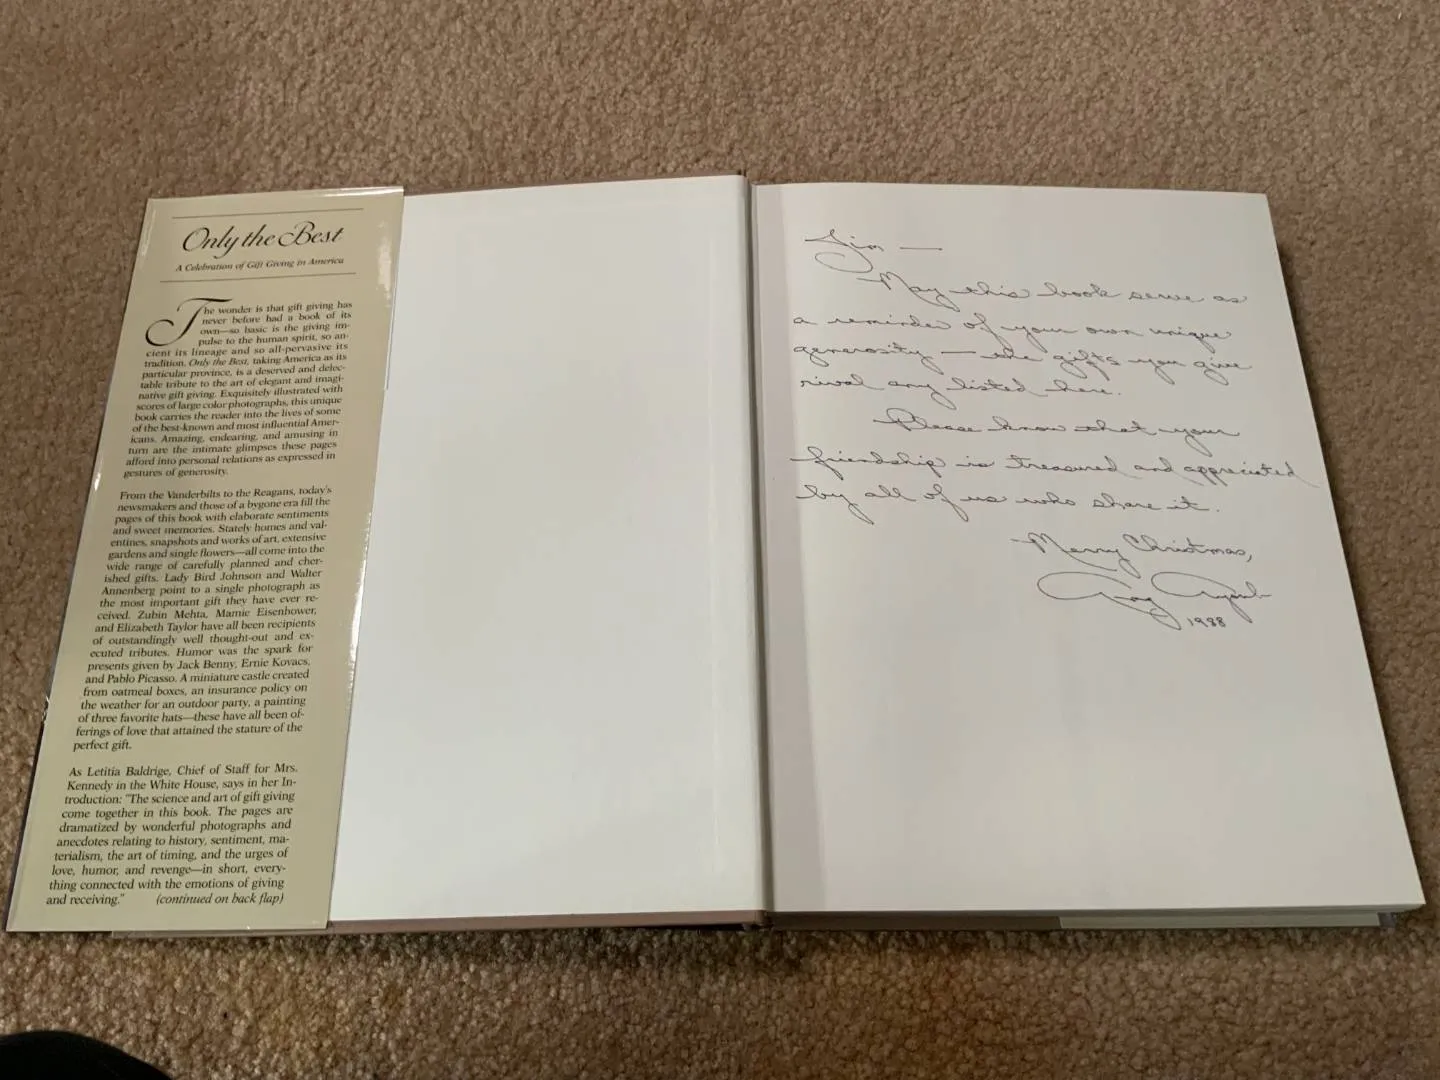 Only the Best
A Celebration of Gift Giving in America
The wonder is that gift giving has
never before had a book of its
own—so basic is the giving im-
pulse to the human spirit, so an-
cient its lineage and so all-pervasive its
tradition. Only the Best, taking America as its
particular province, is a deserved and delec-
table tribute to the art of elegant and imagi-
native gift giving. Exquisitely illustrated with
scores of large color photographs, this unique
book carries the reader into the lives of some
of the best-known and most influential Amer-
icans. Amazing, endearing, and amusing in
turn are the intimate glimpses these pages
afford into personal relations as expressed in
gestures of generosity.
From the Vanderbilts to the Reagans, today's
newsmakers and those of a bygone era fill the
pages of this book with elaborate sentiments
and sweet memories. Stately homes and val-
entines, snapshots and works of art, extensive
gardens and single flowers—all come into the
wide range of carefully planned and cher-
ished gifts. Lady Bird Johnson and Walter
Annenberg point to a single photograph as
the most important gift they have ever re-
ceived. Zubin Mehta, Mamie Eisenhower,
and Elizabeth Taylor have all been recipients
of outstandingly well thought-out and ex-
ecuted tributes. Humor was the spark for
presents given by Jack Benny, Ernie Kovacs,
and Pablo Picasso. A miniature castle created
from oatmeal boxes, an insurance policy on
the weather for an outdoor party, a painting
of three favorite hats—these have all been of-
ferings of love that attained the stature of the
perfect gift.
As Letitia Baldrige, Chief of Staff for Mrs.
Kennedy in the White House, says in her In-
troduction: "The science and art of gift giving
come together in this book. The pages are
dramatized by wonderful photographs and
anecdotes relating to history, sentiment, ma-
terialism, the art of timing, and the urges of
love, humor, and revenge—in short, every-
thing connected with the emotions of giving
and receiving." (continued on back flap)
Jim —
May this book serve as
a reminder of your own unique
generosity — the gifts you give
rival any listed here.
Please know that your
friendship is treasured and appreciated
by all of us who share it.
Merry Christmas,
1988